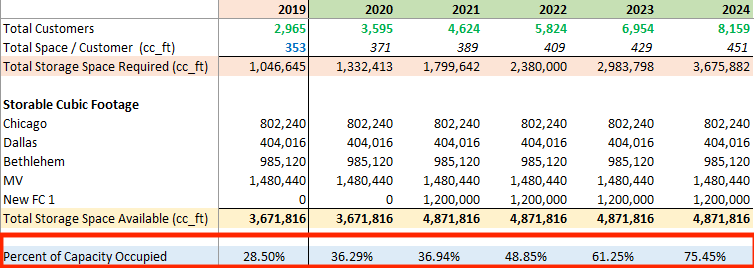 2019 2020 2021 2022 2023 2024
Total Customers 2,965 3,595 4,624 5,824 6,954 8,159
Total Space / Customer (cc_ft) 353 371 389 409 429 451
Total Storage Space Required (cc_ft) 1,046,645 1,332,413 1,799,642 2,380,000 2,983,798 3,675,882
Storable Cubic Footage
Chicago 802,240 802,240 802,240 802,240 802,240 802,240
Dallas 404,016 404,016 404,016 404,016 404,016 404,016
Bethlehem 985,120 985,120 985,120 985,120 985,120 985,120
MV 1,480,440 1,480,440 1,480,440 1,480,440 1,480,440 1,480,440
New FC 1 0 0 1,200,000 1,200,000 1,200,000 1,200,000
Total Storage Space Available (cc_ft) 3,671,816 3,671,816 4,871,816 4,871,816 4,871,816 4,871,816
Percent of Capacity Occupied 28.50% 36.29% 36.94% 48.85% 61.25% 75.45%